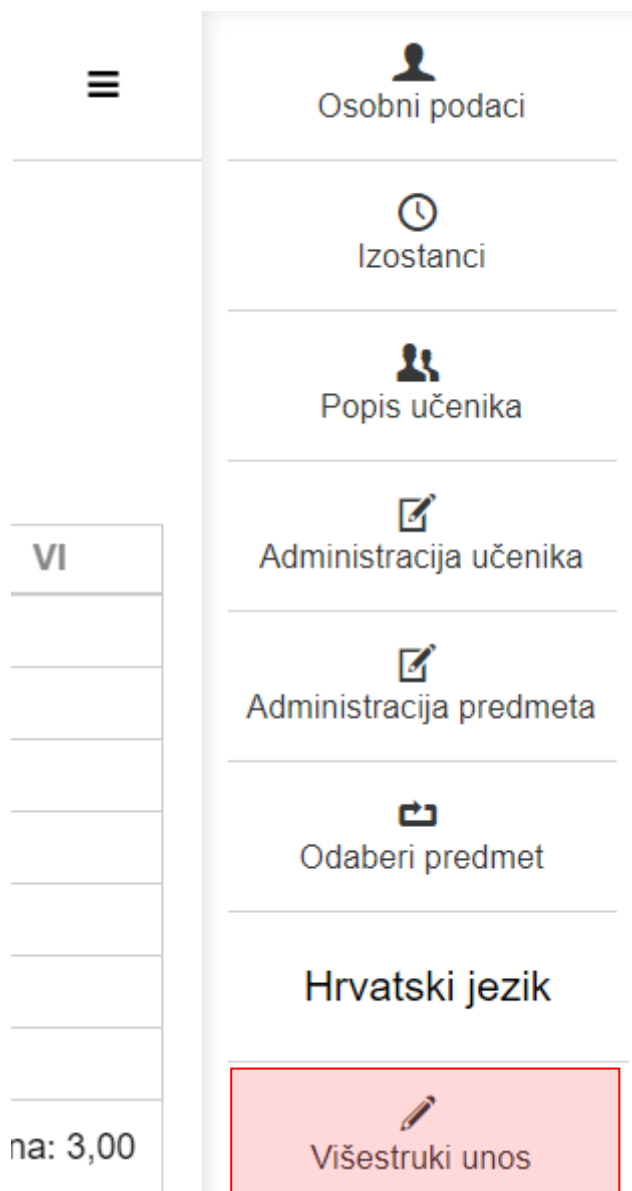 Osobni podaci
Izostanci
Popis učenika
Administracija učenika
VI
Administracija predmeta
Odaberi predmet
Hrvatski jezik
na: 3,00
Višestruki unos